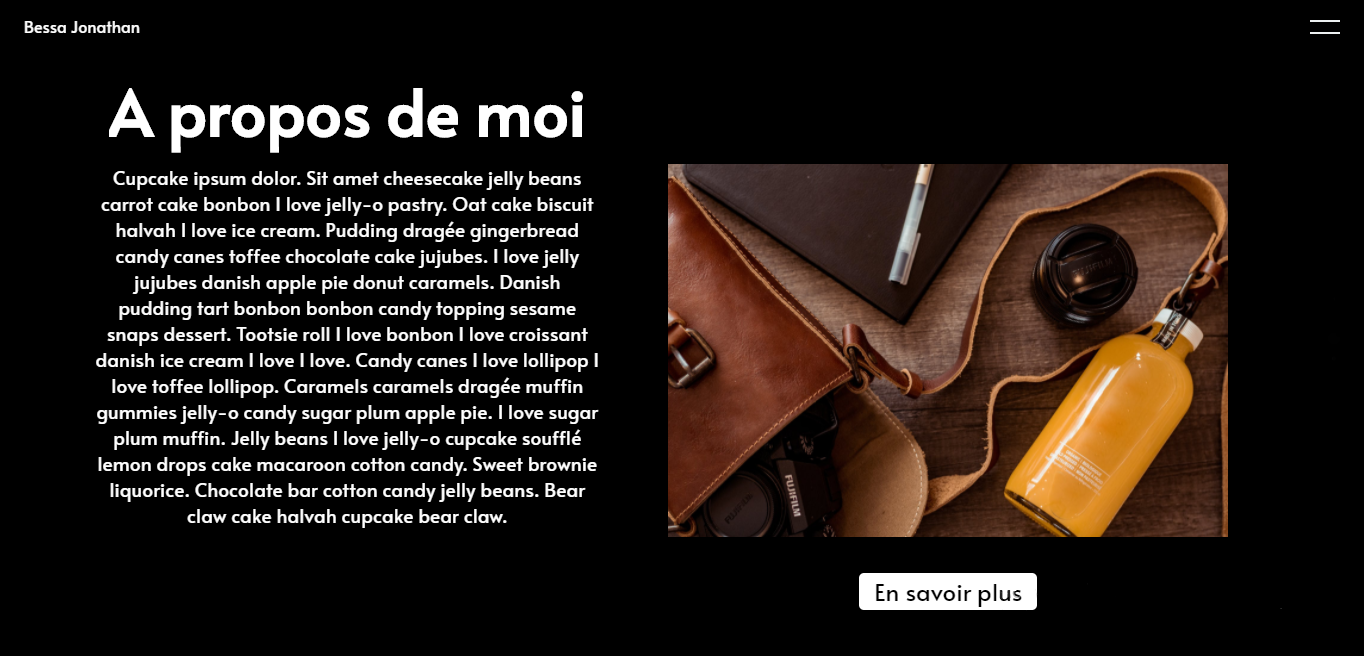 Bessa Jonathan
A propos de moi
Cupcake ipsum dolor. Sit amet cheesecake jelly beans
carrot cake bonbon I love jelly-o pastry. Oat cake biscuit
halvah I love ice cream. Pudding dragée gingerbread
candy canes toffee chocolate cake jujubes. I love jelly
jujubes danish apple pie donut caramels. Danish
pudding tart bonbon bonbon candy topping sesame
snaps dessert. Tootsie roll I love bonbon I love croissant
danish ice cream I love I love. Candy canes I love lollipop I
love toffee lollipop. Caramels caramels dragée muffin
gummies jelly-o candy sugar plum apple pie. I love sugar
plum muffin. Jelly beans I love jelly-o cupcake soufflé
lemon drops cake macaroon cotton candy. Sweet brownie
liquorice. Chocolate bar cotton candy jelly beans. Bear
claw cake halvah cupcake bear claw.
FUJIFILM
FUJIFILM
En savoir plus